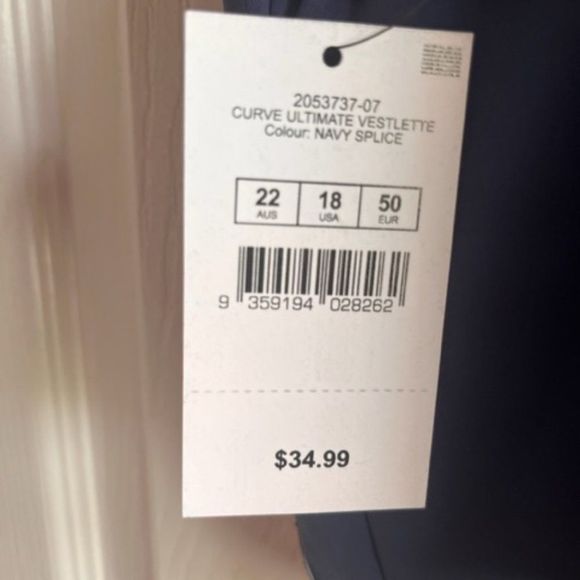 2053737-07
CURVE ULTIMATE VESTLETTE
Colour: NAVY SPLICE
22 18 50
AUS USA EUR
9 359194 028262
$34.99